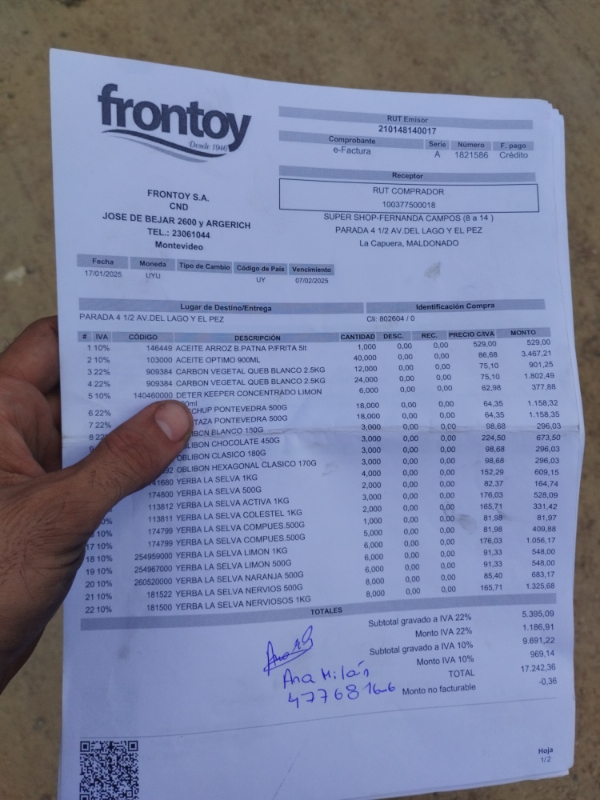 frontoy
Desde 1946
RUT Emisor
210148140017
Comprobante Serie Número F. pago
e-Factura A 1821586 Crédito
Receptor
RUT COMPRADOR
100377500018
SUPER SHOP-FERNANDA CAMPOS (8 a 14 )
PARADA 4 1/2 AV.DEL LAGO Y EL PEZ
La Capuera, MALDONADO
FRONTOY S.A.
CND
JOSE DE BEJAR 2600 y ARGERICH
TEL.: 23061044
Montevideo
Fecha Moneda Tipo de Cambio Código de País Vencimiento
17/01/2025 UYU UY 07/02/2025
Lugar de Destino/Entrega Identificación Compra
PARADA 4 1/2 AV.DEL LAGO Y EL PEZ Cli: 802604 / 0
# IVA CÓDIGO DESCRIPCIÓN CANTIDAD DESC. REC. PRECIO C/IVA MONTO
1 10% 146449 ACEITE ARROZ B.PATNA P/FRITA 5lt 1,000 0,00 0,00 529,00 529,00
2 10% 103000 ACEITE OPTIMO 900ML 40,000 0,00 0,00 86,68 3.467,21
3 22% 909384 CARBON VEGETAL QUEB BLANCO 2.5KG 12,000 0,00 0,00 75,10 901,25
4 22% 909384 CARBON VEGETAL QUEB BLANCO 2.5KG 24,000 0,00 0,00 75,10 1.802,49
5 10% 140460000 DETER KEEPER CONCENTRADO LIMON 6,000 0,00 0,00 62,98 377,88
6 22% CHUP PONTEVEDRA 500G 18,000 0,00 0,00 64,35 1.158,32
7 22% TAZA PONTEVEDRA 500G 18,000 0,00 0,00 64,35 1.158,35
8 22% OBLIBON BLANCO 180G 3,000 0,00 0,00 98,68 296,03
OBLIBON CHOCOLATE 450G 3,000 0,00 0,00 224,50 673,50
OBLIBON CLASICO 180G 3,000 0,00 0,00 98,68 296,03
OBLIBON HEXAGONAL CLASICO 170G 3,000 0,00 0,00 98,68 296,03
YERBA LA SELVA 1KG 4,000 0,00 0,00 152,29 609,15
174800 YERBA LA SELVA 500G 2,000 0,00 0,00 82,37 164,74
113812 YERBA LA SELVA ACTIVA 1KG 3,000 0,00 0,00 176,03 528,09
10% 113811 YERBA LA SELVA COLESTEL 1KG 2,000 0,00 0,00 165,71 331,42
10% 174799 YERBA LA SELVA COMPUES.500G 1,000 0,00 0,00 81,98 81,97
17 10% 174799 YERBA LA SELVA COMPUES.500G 5,000 0,00 0,00 81,98 409,88
18 10% 254959000 YERBA LA SELVA LIMON 1KG 6,000 0,00 0,00 176,03 1.056,17
19 10% 254967000 YERBA LA SELVA LIMON 500G 6,000 0,00 0,00 91,33 548,00
20 10% 260520000 YERBA LA SELVA NARANJA 500G 6,000 0,00 0,00 91,33 548,00
21 10% 181522 YERBA LA SELVA NERVIOS 500G 8,000 0,00 0,00 85,40 683,17
22 10% 181500 YERBA LA SELVA NERVIOSOS 1KG 8,000 0,00 0,00 165,71 1.325,68
TOTALES
Subtotal gravado a IVA 22% 5.395,09
Monto IVA 22% 1.186,91
Subtotal gravado a IVA 10% 9.691,22
Monto IVA 10% 969,14
TOTAL 17.242,36
Monto no facturable -0,36
Ana Milán
47768166
Hoja
1/2